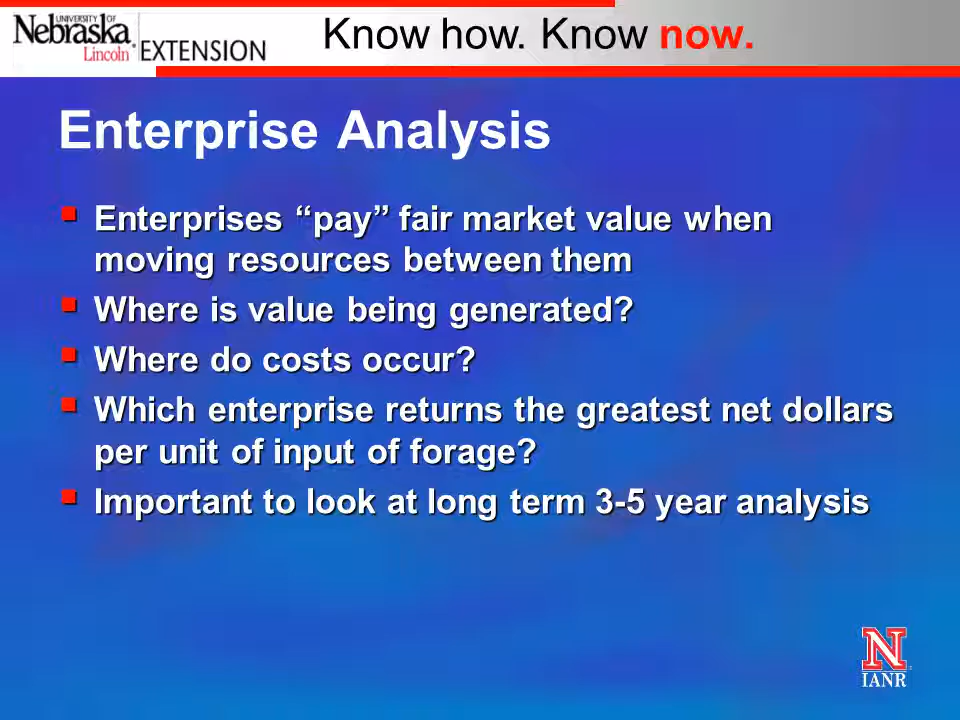 UNIVERSITY OF
Nebraska
Lincoln
EXTENSION
Know how. Know now.
Enterprise Analysis
Enterprises “pay” fair market value when
moving resources between them
Where is value being generated?
Where do costs occur?
Which enterprise returns the greatest net dollars
per unit of input of forage?
Important to look at long term 3-5 year analysis
N
IANR